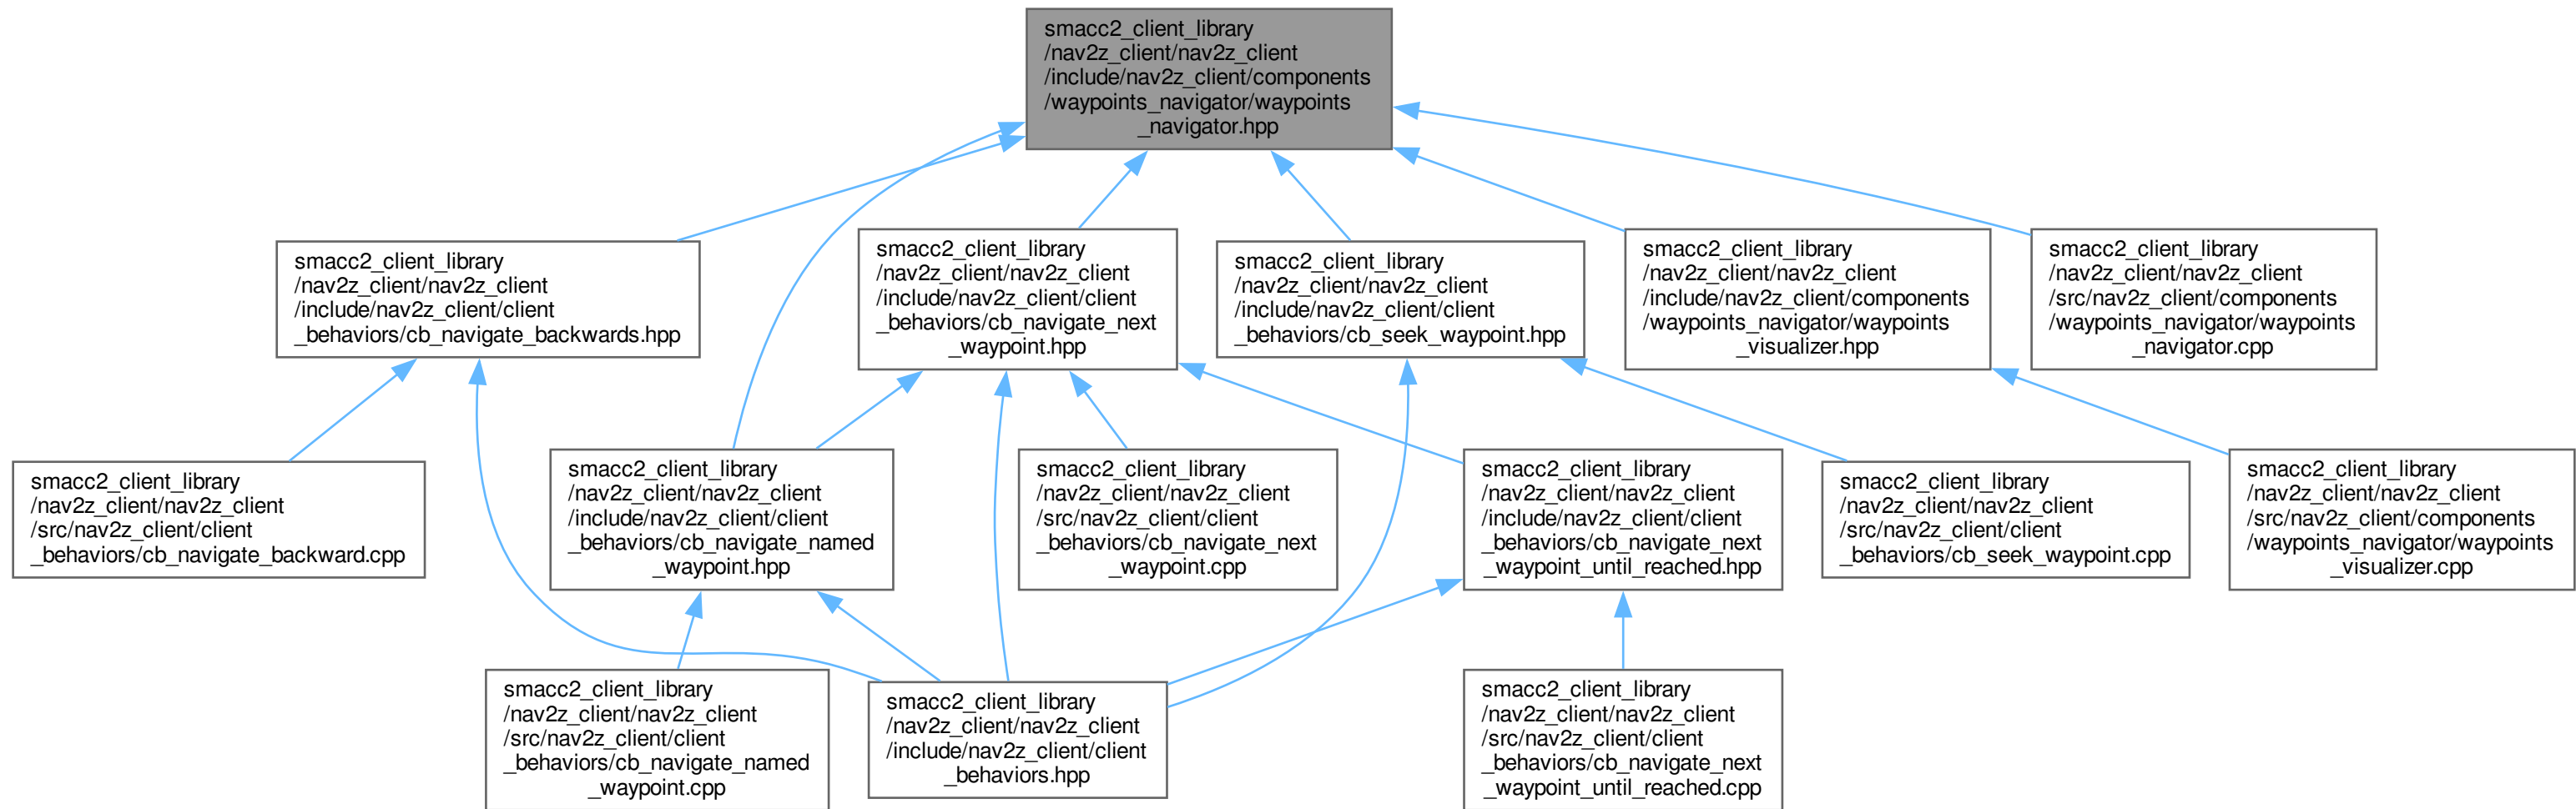 smacc2_client_library
/nav2z_client/nav2z_client
/include/nav2z_client/components
/waypoints_navigator/waypoints
_navigator.hpp
smacc2_client_library
/nav2z_client/nav2z_client
/include/nav2z_client/client
_behaviors/cb_navigate_backwards.hpp
smacc2_client_library
/nav2z_client/nav2z_client
/include/nav2z_client/client
_behaviors/cb_navigate_next
_waypoint.hpp
smacc2_client_library
/nav2z_client/nav2z_client
/include/nav2z_client/client
_behaviors/cb_seek_waypoint.hpp
smacc2_client_library
/nav2z_client/nav2z_client
/include/nav2z_client/components
/waypoints_navigator/waypoints
_visualizer.hpp
smacc2_client_library
/nav2z_client/nav2z_client
/src/nav2z_client/components
/waypoints_navigator/waypoints
_navigator.cpp
smacc2_client_library
/nav2z_client/nav2z_client
/src/nav2z_client/client
_behaviors/cb_navigate_backward.cpp
smacc2_client_library
/nav2z_client/nav2z_client
/include/nav2z_client/client
_behaviors/cb_navigate_named
_waypoint.hpp
smacc2_client_library
/nav2z_client/nav2z_client
/src/nav2z_client/client
_behaviors/cb_navigate_next
_waypoint.cpp
smacc2_client_library
/nav2z_client/nav2z_client
/include/nav2z_client/client
_behaviors/cb_navigate_next
_waypoint_until_reached.hpp
smacc2_client_library
/nav2z_client/nav2z_client
/src/nav2z_client/client
_behaviors/cb_seek_waypoint.cpp
smacc2_client_library
/nav2z_client/nav2z_client
/src/nav2z_client/components
/waypoints_navigator/waypoints
_visualizer.cpp
smacc2_client_library
/nav2z_client/nav2z_client
/src/nav2z_client/client
_behaviors/cb_navigate_named
_waypoint.cpp
smacc2_client_library
/nav2z_client/nav2z_client
/include/nav2z_client/client
_behaviors.hpp
smacc2_client_library
/nav2z_client/nav2z_client
/src/nav2z_client/client
_behaviors/cb_navigate_next
_waypoint_until_reached.cpp